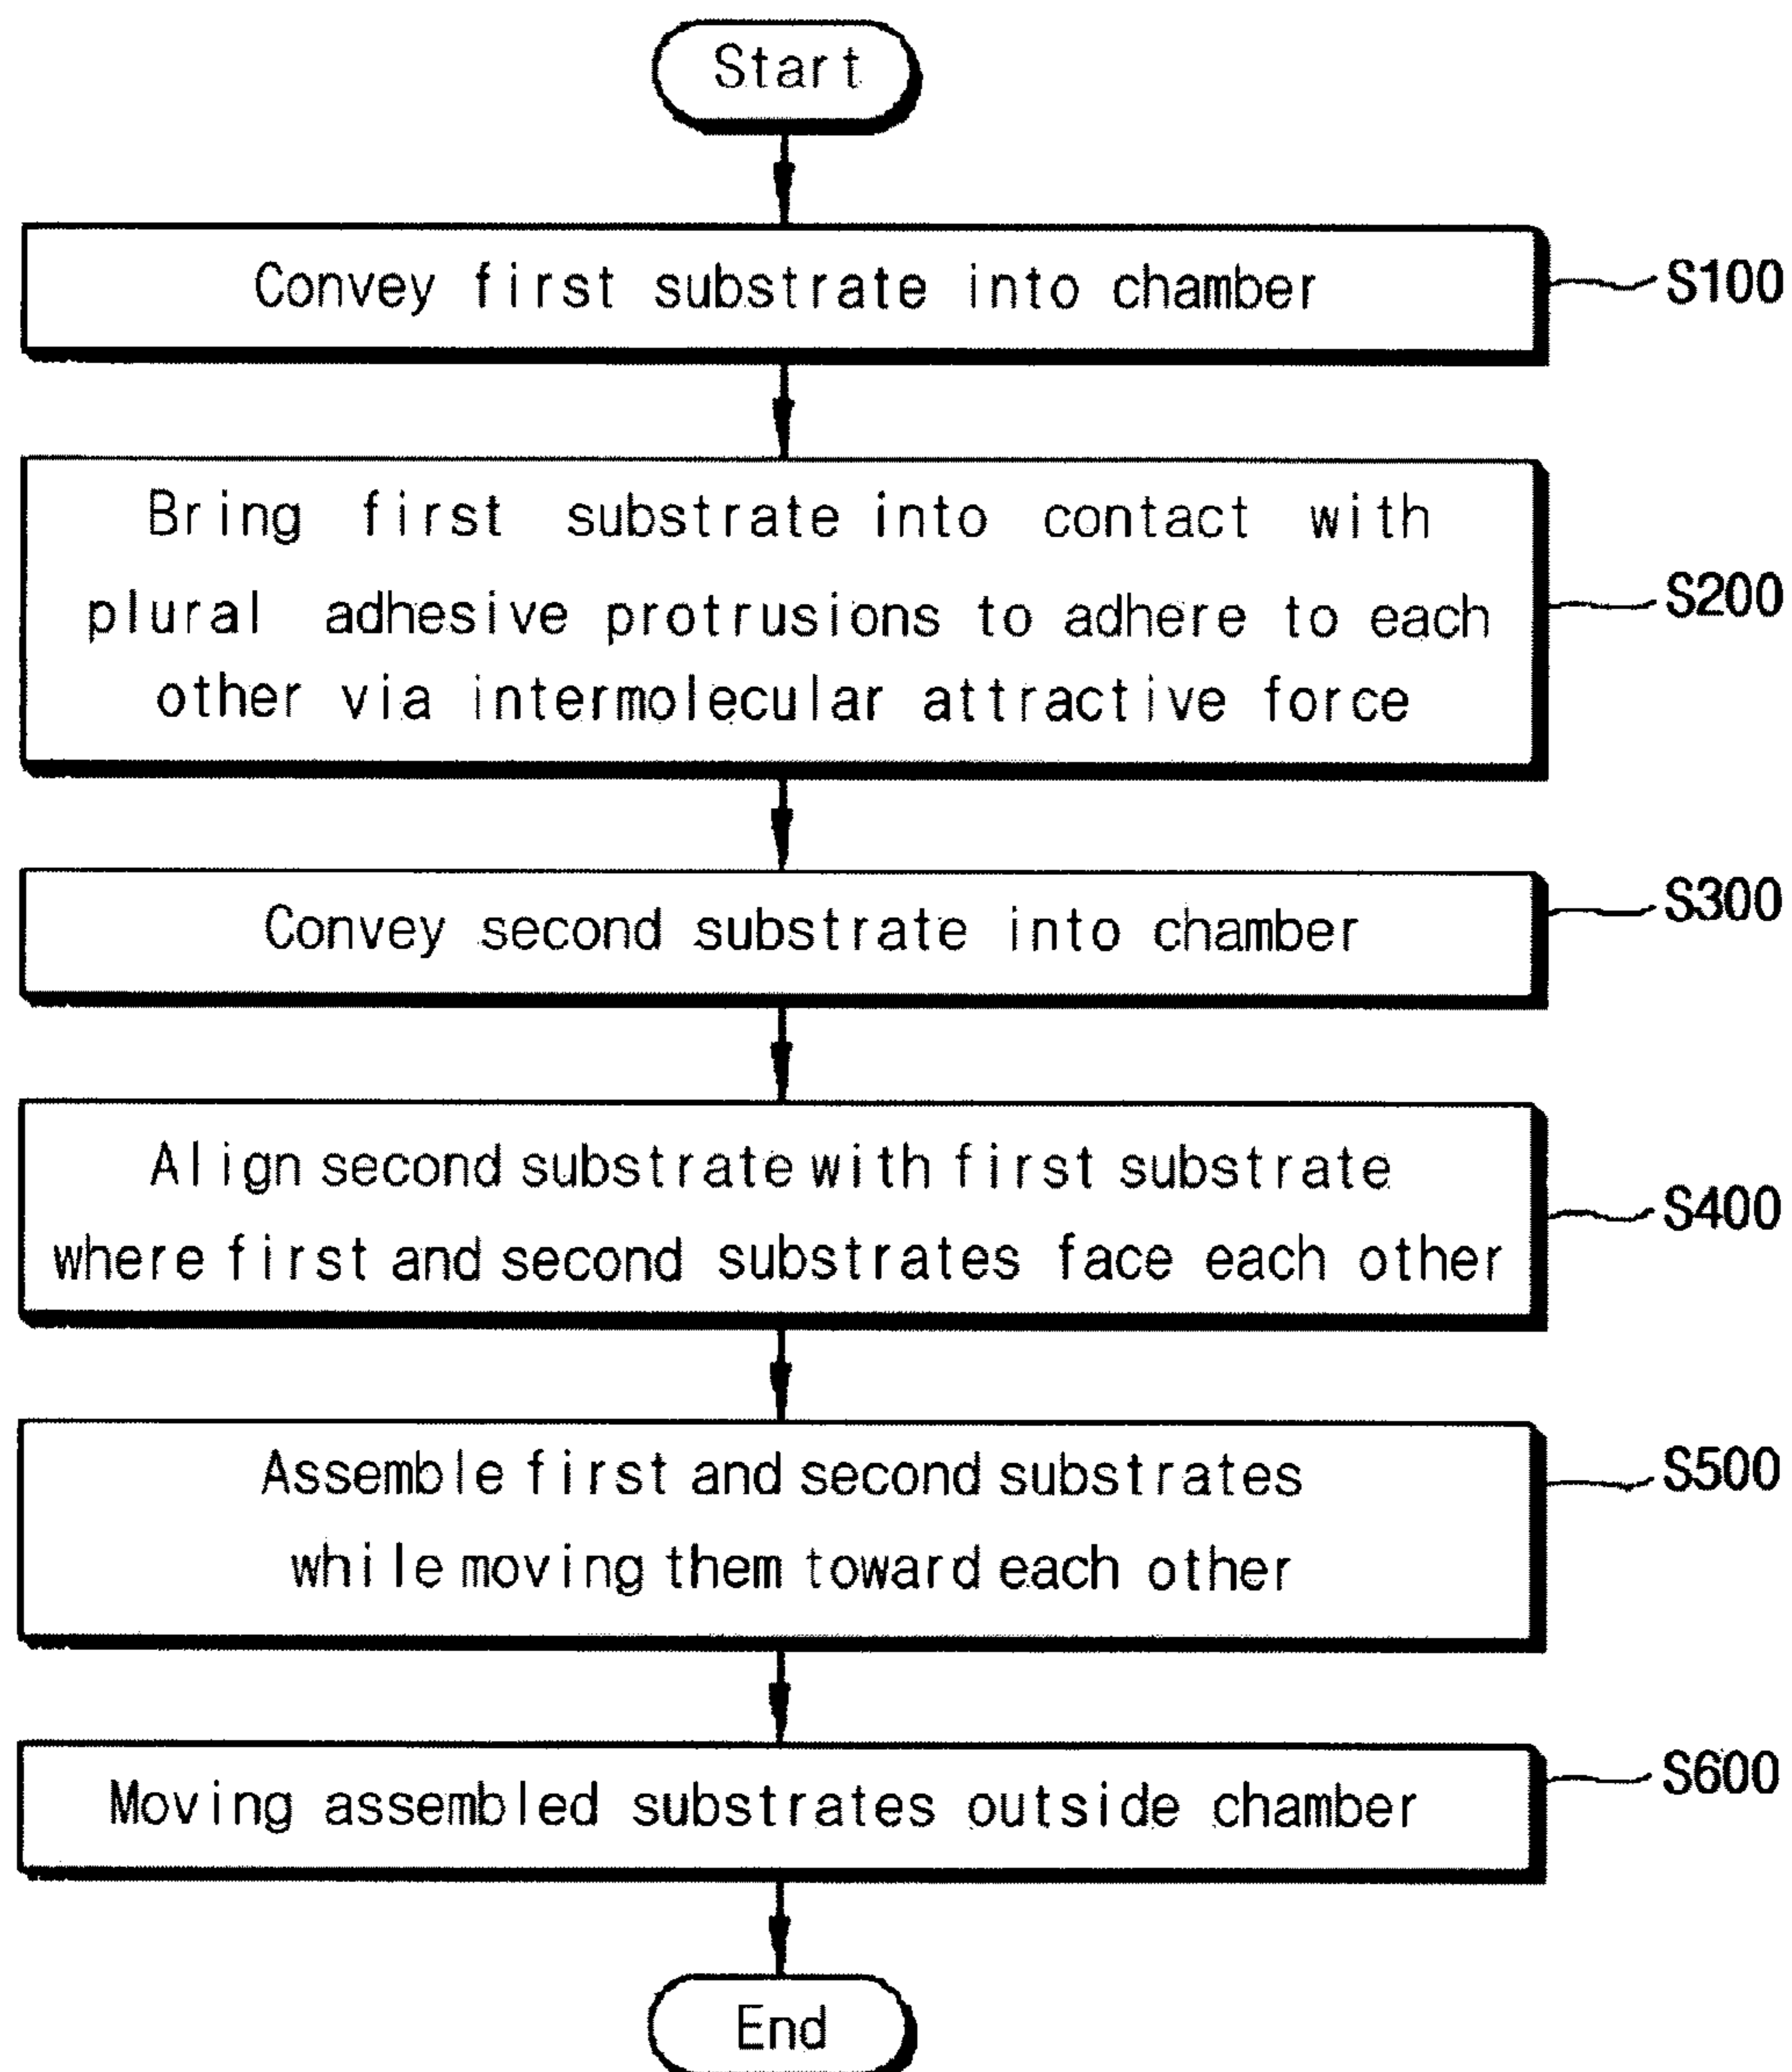 Start
Convey first substrate into chamber
S100
Bring first substrate into contact with
plural adhesive protrusions to adhere to each
other via intermolecular attractive force
S200
Convey second substrate into chamber
S300
Align second substrate with first substrate
where first and second substrates face each other
S400
Assemble first and second substrates
while moving them toward each other
S500
Moving assembled substrates outside chamber
S600
End